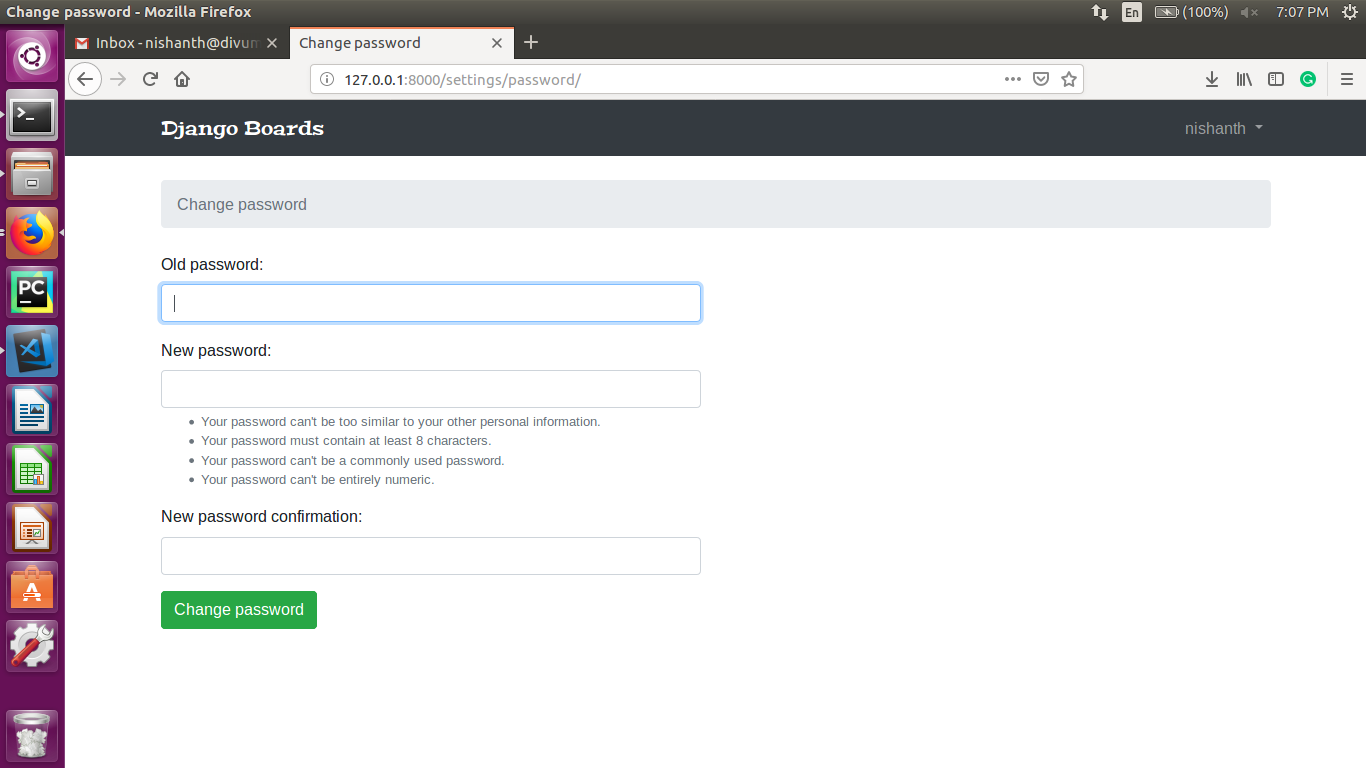 Change password - Mozilla Firefox
En
(100%)
7:07 PM
Inbox - nishanth@divum
Change password
127.0.0.1:8000/settings/password/
Django Boards
nishanth
Change password
Old password:
New password:
Your password can't be too similar to your other personal information.
Your password must contain at least 8 characters.
Your password can't be a commonly used password.
Your password can't be entirely numeric.
New password confirmation:
Change password
PC